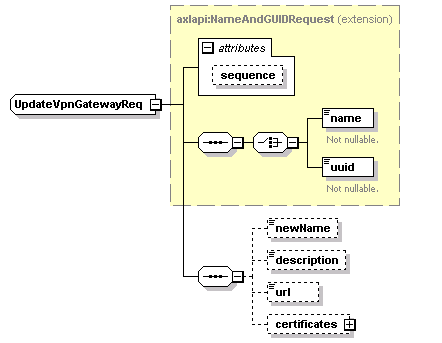 axlapi:NameAndGUIDRequest (extension)
attributes
sequence
UpdateVpnGatewayReq
name
Not nullable.
uuid
Not nullable.
newName
description
url
certificates